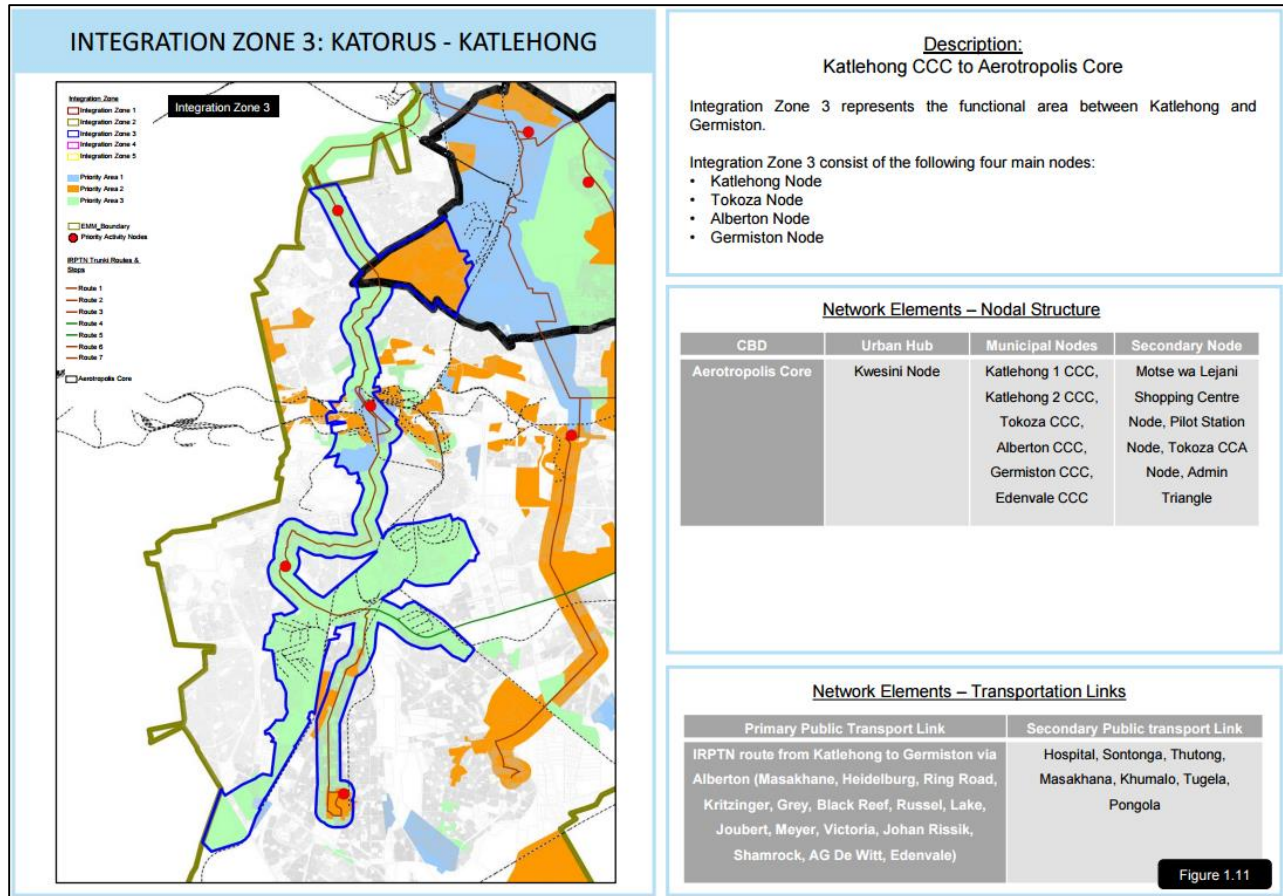 INTEGRATION ZONE 3: KATORUS - KATLEHONG
Integration Zone
Integration Zone 1
Integration Zone 2
Integration Zone 3
Integration Zone 4
Integration Zone 5
Priority Area 1
Priority Area 2
Priority Area 3
EMM_Boundary
Priority Activity Nodes
IRPTN Trunki Routes &
Stops
Route 1
Route 2
Route 3
Route 4
Route 5
Route 6
Route 7
Aerotropolis Core
Integration Zone 3
Description:
Katlehong CCC to Aerotropolis Core
Integration Zone 3 represents the functional area between Katlehong and
Germiston.
Integration Zone 3 consist of the following four main nodes:
• Katlehong Node
• Tokoza Node
• Alberton Node
• Germiston Node
Network Elements – Nodal Structure
CBD Urban Hub Municipal Nodes Secondary Node
Aerotropolis Core Kwesini Node Katlehong 1 CCC, Motse wa Lejani
Katlehong 2 CCC, Shopping Centre
Tokoza CCC, Node, Pilot Station
Alberton CCC, Node, Tokoza CCA
Germiston CCC, Node, Admin
Edenvale CCC Triangle
Network Elements – Transportation Links
Primary Public Transport Link Secondary Public transport Link
IRPTN route from Katlehong to Germiston via Hospital, Sontonga, Thutong,
Alberton (Masakhane, Heidelburg, Ring Road, Masakhana, Khumalo, Tugela,
Kritzinger, Grey, Black Reef, Russel, Lake, Pongola
Joubert, Meyer, Victoria, Johan Rissik,
Shamrock, AG De Witt, Edenvale)
Figure 1.11